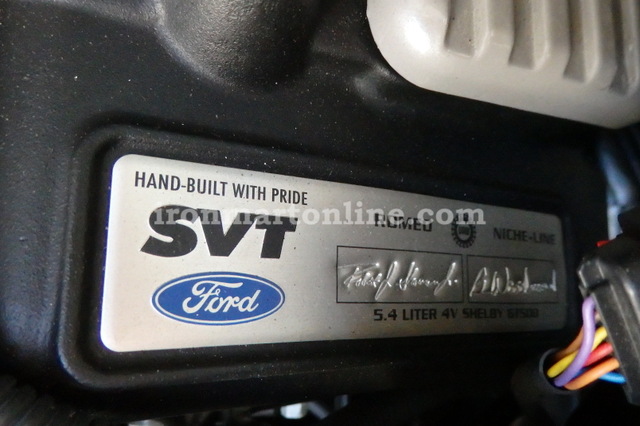 HAND-BUILT WITH PRIDE
SVT
Ford
ROMEO NICHE-LINE
5.4 LITER 4V SHELBY GT500
ironmartonline.com